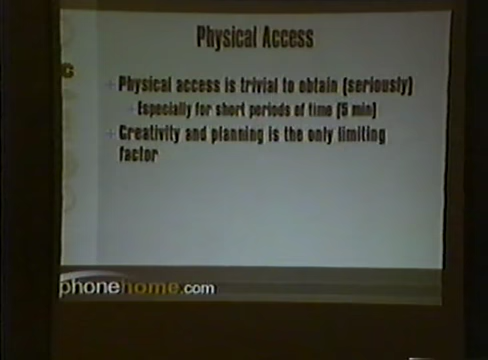 Physical Access
Physical access is trivial to obtain (seriously)
Especially for short periods of time (5 min)
Creativity and planning is the only limiting
factor
phonehome.com